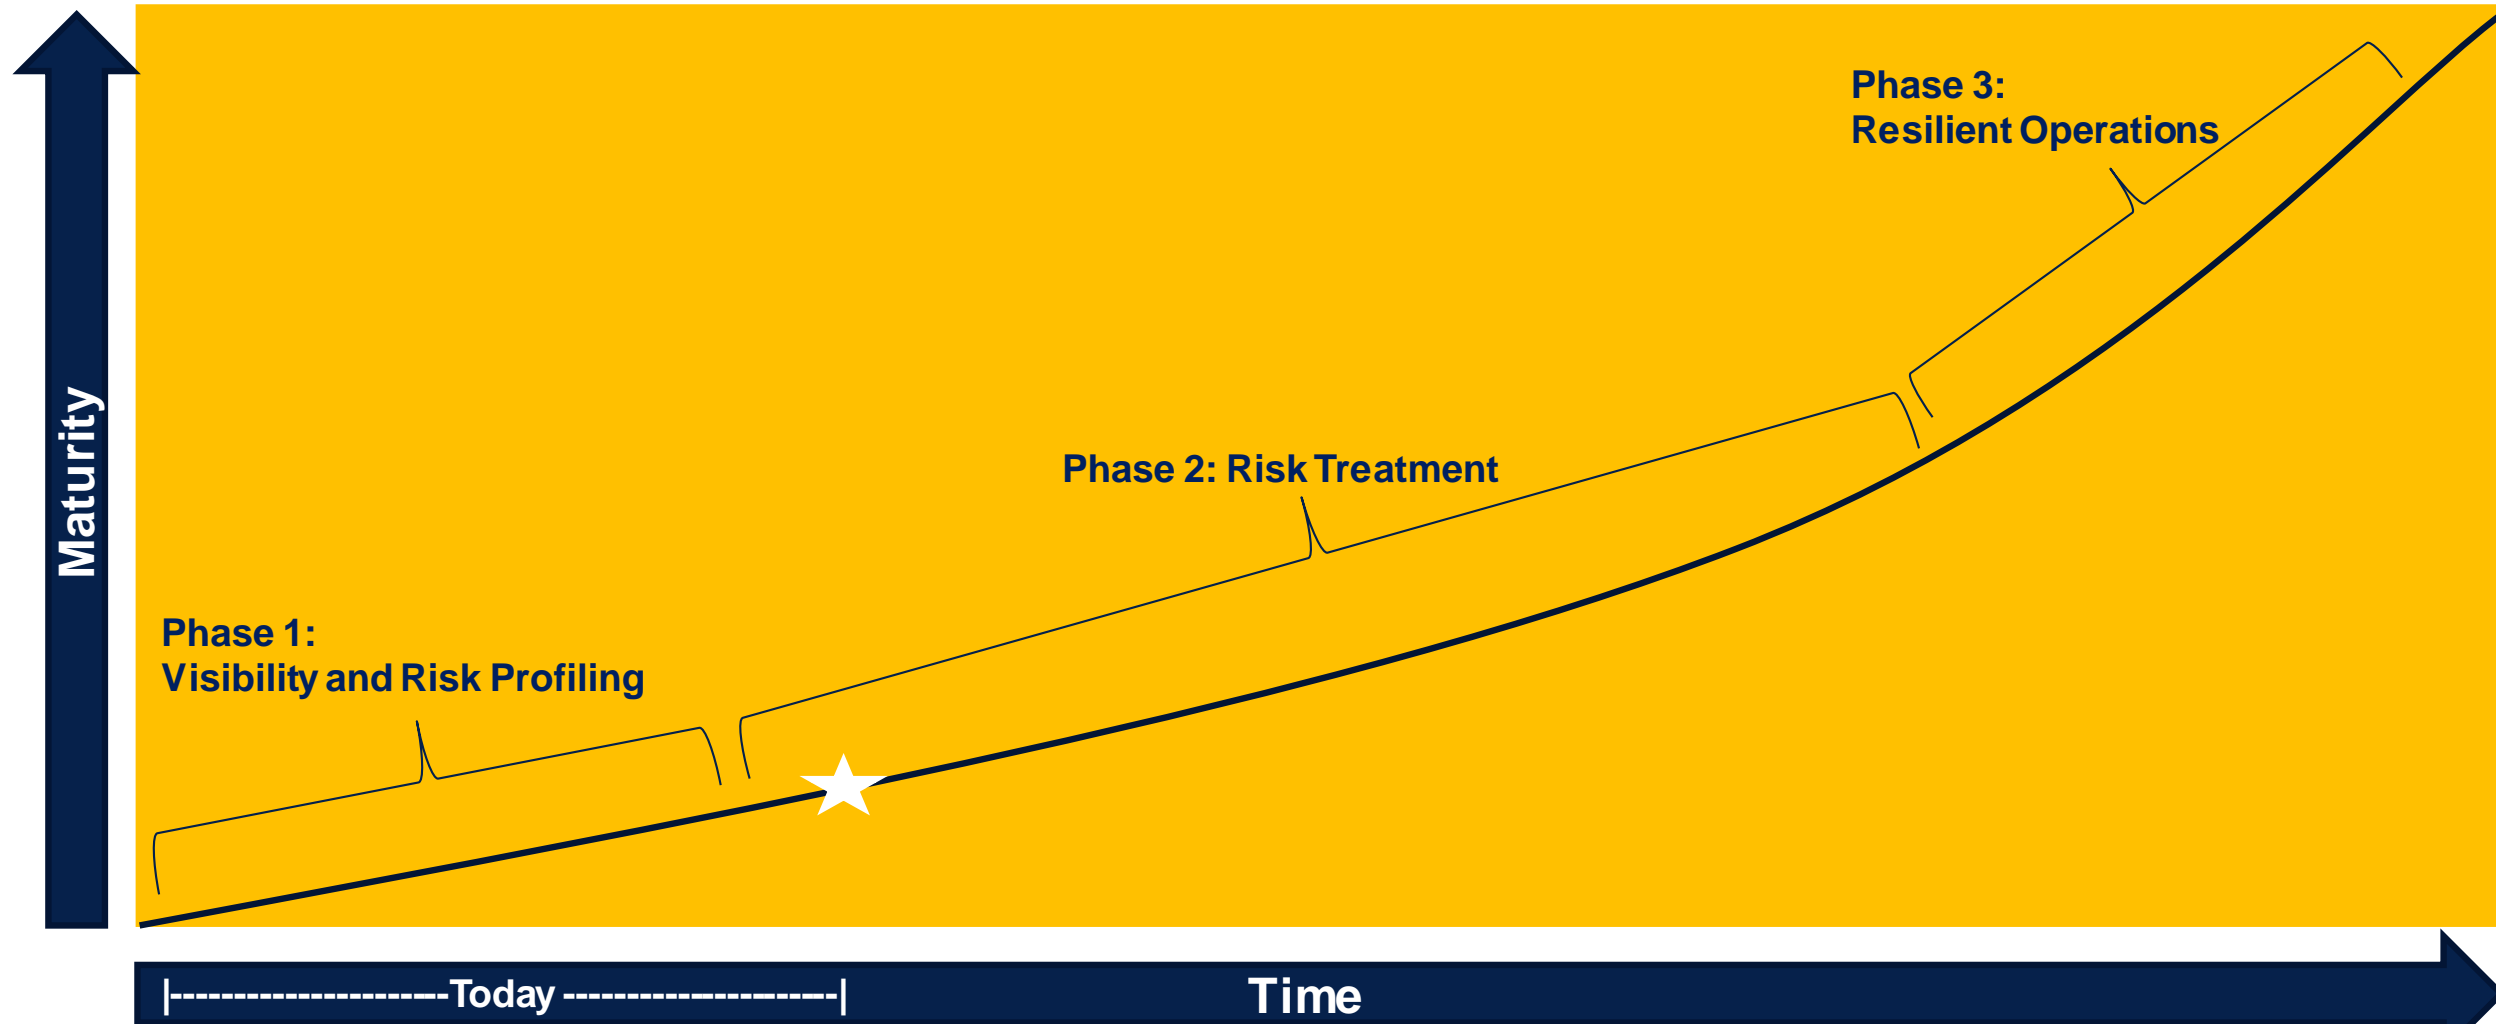 Phase 3:
Resilient Operations
Maturity
Phase 2: Risk Treatment
Phase 1:
Visibility and Risk Profiling
|----------------------Today----------------------|
Time